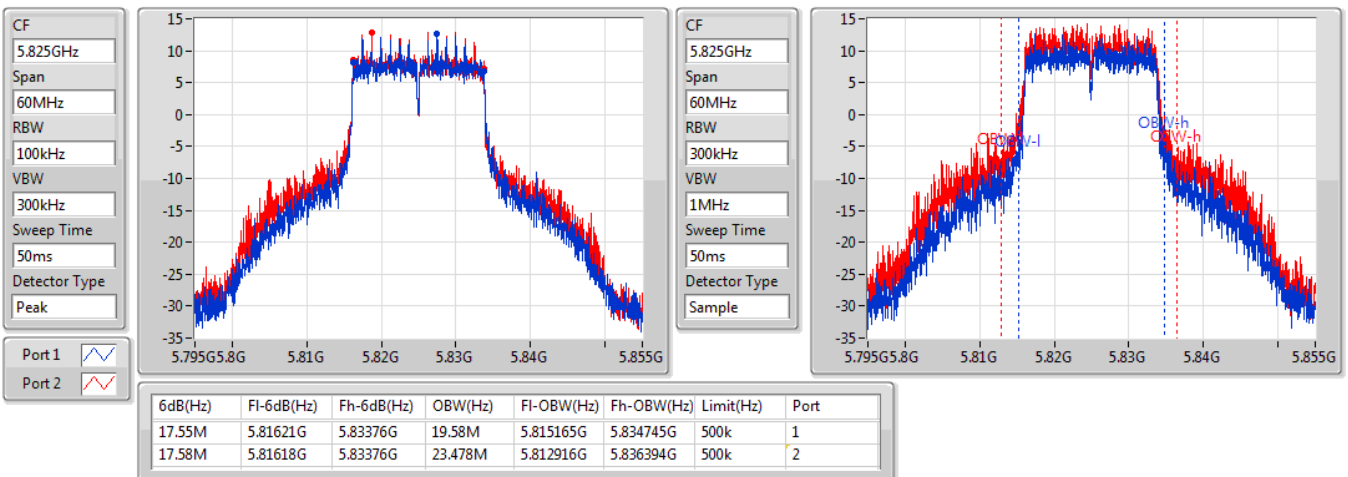 CF
5.825GHz
Span
60MHz
RBW
100kHz
VBW
300kHz
Sweep Time
50ms
Detector Type
Peak
Port 1
Port 2
15
10
5
0
-5
-10
-15
-20
-25
-30
-35
5.795G 5.8G 5.81G 5.82G 5.83G 5.84G 5.855G
CF
5.825GHz
Span
60MHz
RBW
300kHz
VBW
1MHz
Sweep Time
50ms
Detector Type
Sample
15
10
5
0
-5
-10
-15
-20
-25
-30
-35
OBW-l
OBW-h
OBW-h
5.795G 5.8G 5.81G 5.82G 5.83G 5.84G 5.855G
6dB(Hz) Fl-6dB(Hz) Fh-6dB(Hz) OBW(Hz) Fl-OBW(Hz) Fh-OBW(Hz) Limit(Hz) Port
17.55M 5.81621G 5.83376G 19.58M 5.815165G 5.834745G 500k 1
17.58M 5.81618G 5.83376G 23.478M 5.812916G 5.836394G 500k 2